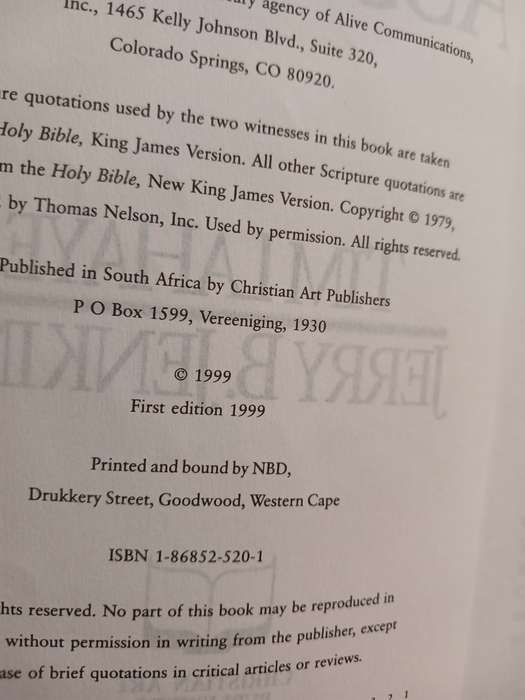 agency of Alive Communications,
Inc., 1465 Kelly Johnson Blvd., Suite 320,
Colorado Springs, CO 80920.
re quotations used by the two witnesses in this book are taken
Holy Bible, King James Version. All other Scripture quotations are
m the Holy Bible, New King James Version. Copyright © 1979,
by Thomas Nelson, Inc. Used by permission. All rights reserved.
Published in South Africa by Christian Art Publishers
P O Box 1599, Vereeniging, 1930
© 1999
First edition 1999
Printed and bound by NBD,
Drukkery Street, Goodwood, Western Cape
ISBN 1-86852-520-1
hts reserved. No part of this book may be reproduced in
without permission in writing from the publisher, except
ase of brief quotations in critical articles or reviews.